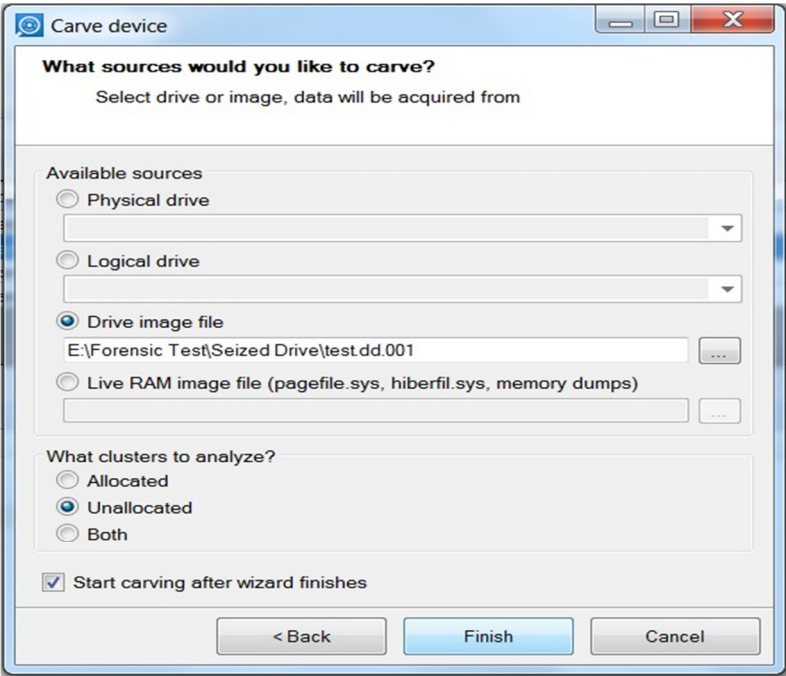 Carve device
What sources would you like to carve?
Select drive or image, data will be acquired from
Available sources
Physical drive
Logical drive
Drive image file
E:\Forensic Test\Seized Drive\test.dd.001
...
Live RAM image file (pagefile.sys, hiberfil.sys, memory dumps)
...
What clusters to analyze?
Allocated
Unallocated
Both
Start carving after wizard finishes
< Back Finish Cancel